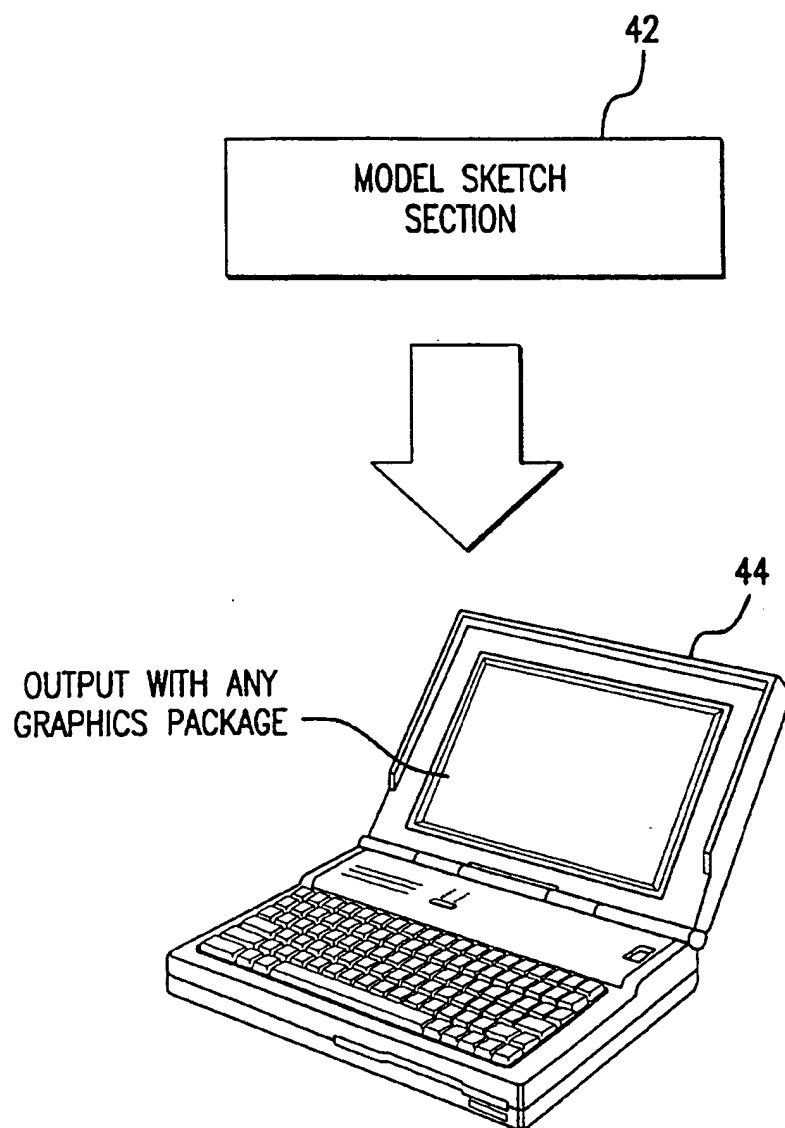 42
MODEL SKETCH
SECTION
44
OUTPUT WITH ANY
GRAPHICS PACKAGE